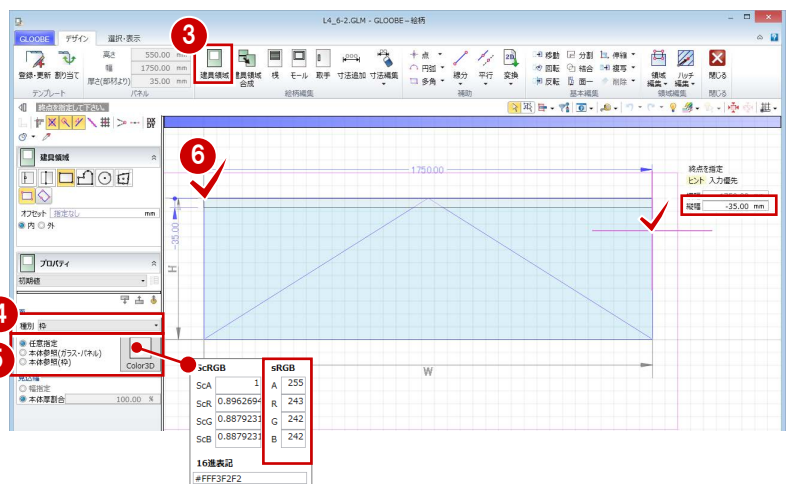 L4_6-2.GLM - GLOOBE - 絵柄
GLOOBE デザイン 選択・表示
3
登録・更新 割り当て
高さ 550.00 mm
幅 1750.00 mm
厚さ(部材より) 35.00 mm
テンプレート パネル
建具領域 建具領域合成 框 モール 取手 寸法追加 寸法編集
絵柄編集
点 円弧 多角 線分 平行 変換
補助
移動 分割 伸縮
回転 結合 複写
反転 面一 削除
基本編集
領域編集 ハッチ編集 閉じる
領域編集 閉じる
終点を指定して下さい。
建具領域
オフセット 指定なし mm
内 外
プロパティ
初期値
4
種別 枠
5
任意指定
本体参照(ガラス・パネル)
本体参照(枠)
Color3D
見込幅
幅指定
本体厚割合 100.00 %
6
1750.00
-35.00
H
W
終点を指定
ヒント 入力優先
縦幅 -35.00 mm
ScRGB sRGB
ScA 1 A 255
ScR 0.8962694 R 243
ScG 0.8879231 G 242
ScB 0.8879231 B 242
16進表記
#FFF3F2F2